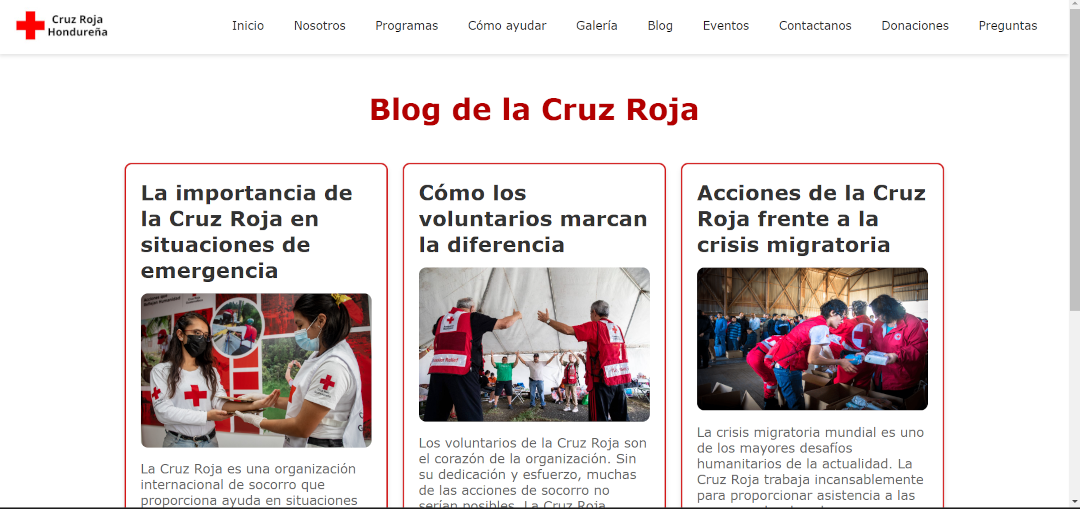 Cruz Roja
Hondureña
Inicio Nosotros Programas Cómo ayudar Galería Blog Eventos Contactanos Donaciones Preguntas
Blog de la Cruz Roja
La importancia de
la Cruz Roja en
situaciones de
emergencia
La Cruz Roja es una organización
internacional de socorro que
proporciona ayuda en situaciones
Cómo los
voluntarios marcan
la diferencia
Los voluntarios de la Cruz Roja son
el corazón de la organización. Sin
su dedicación y esfuerzo, muchas
de las acciones de socorro no
serían posibles. La Cruz Roja
Acciones de la Cruz
Roja frente a la
crisis migratoria
La crisis migratoria mundial es uno
de los mayores desafíos
humanitarios de la actualidad. La
Cruz Roja trabaja incansablemente
para proporcionar asistencia a las